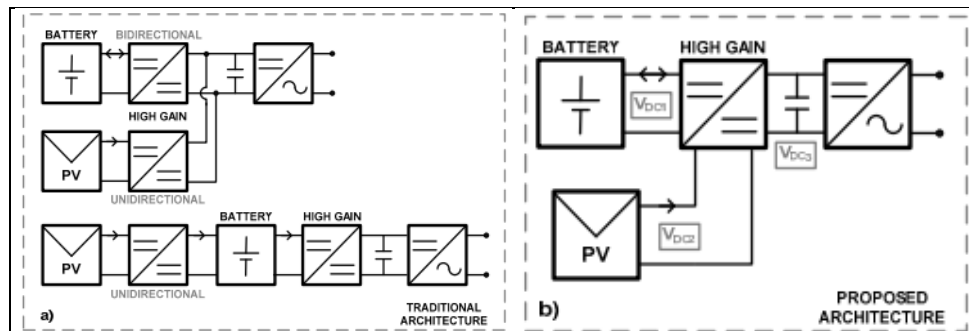 BATTERY BIDIRECTIONAL
HIGH GAIN
PV
UNIDIRECTIONAL
BATTERY HIGH GAIN
PV
UNIDIRECTIONAL
a) TRADITIONAL
ARCHITECTURE
BATTERY HIGH GAIN
VDC1
VDC3
PV
VDC2
b) PROPOSED
ARCHITECTURE